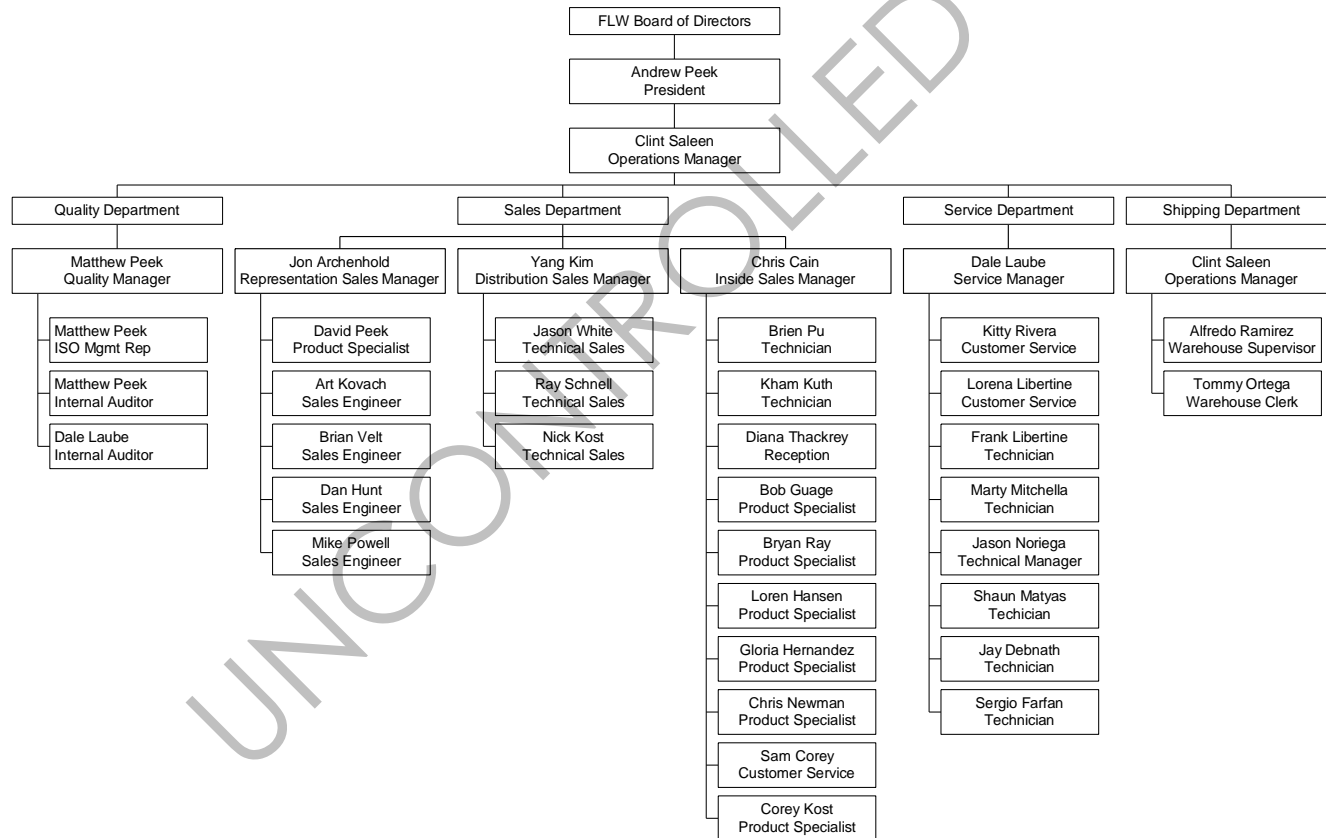 FLW Board of Directors
Andrew Peek
President
Clint Saleen
Operations Manager
Quality Department
Sales Department
Service Department
Shipping Department
Matthew Peek
Quality Manager
Jon Archenhold
Representation Sales Manager
Yang Kim
Distribution Sales Manager
Chris Cain
Inside Sales Manager
Dale Laube
Service Manager
Clint Saleen
Operations Manager
Matthew Peek
ISO Mgmt Rep
Matthew Peek
Internal Auditor
Dale Laube
Internal Auditor
David Peek
Product Specialist
Art Kovach
Sales Engineer
Brian Velt
Sales Engineer
Dan Hunt
Sales Engineer
Mike Powell
Sales Engineer
Jason White
Technical Sales
Ray Schnell
Technical Sales
Nick Kost
Technical Sales
Brien Pu
Technician
Kham Kuth
Technician
Diana Thackrey
Reception
Bob Guage
Product Specialist
Bryan Ray
Product Specialist
Loren Hansen
Product Specialist
Gloria Hernandez
Product Specialist
Chris Newman
Product Specialist
Sam Corey
Customer Service
Corey Kost
Product Specialist
Kitty Rivera
Customer Service
Lorena Libertine
Customer Service
Frank Libertine
Technician
Marty Mitchella
Technician
Jason Noriega
Technical Manager
Shaun Matyas
Techician
Jay Debnath
Technician
Sergio Farfan
Technician
Alfredo Ramirez
Warehouse Supervisor
Tommy Ortega
Warehouse Clerk
UNCONTROLLED